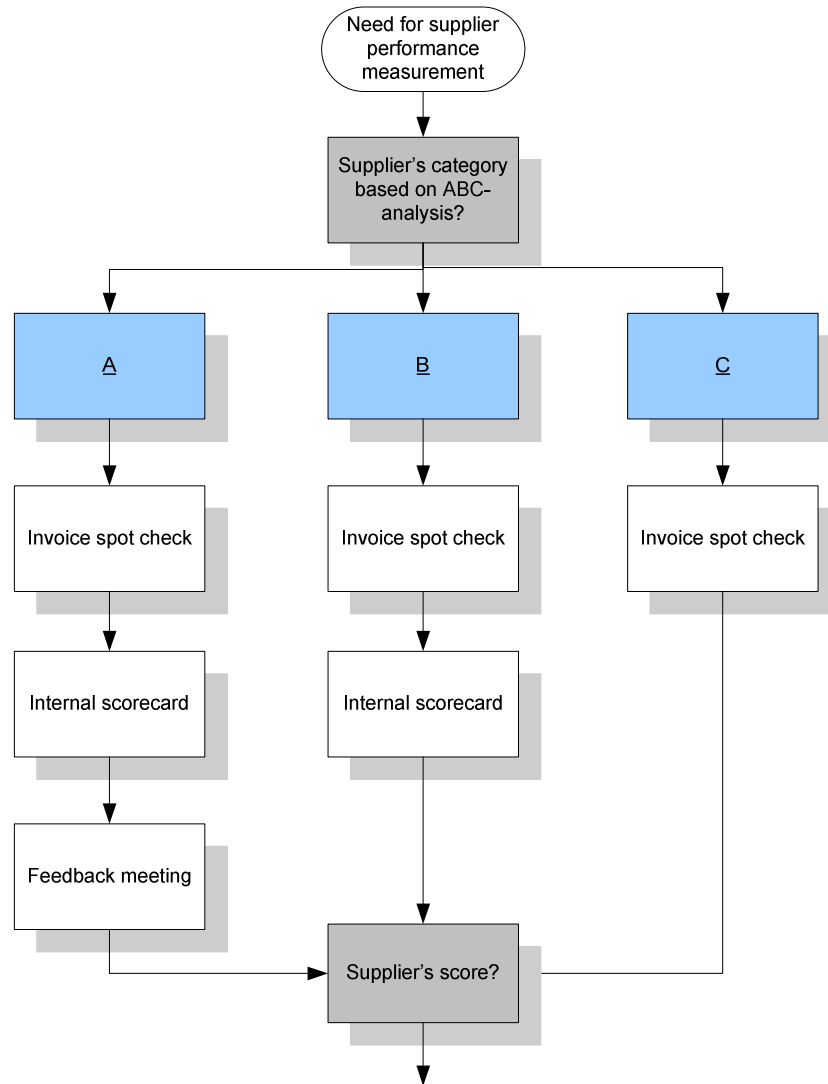 Need for supplier
performance
measurement
Supplier’s category
based on ABC-
analysis?
A
B
C
Invoice spot check
Invoice spot check
Invoice spot check
Internal scorecard
Internal scorecard
Feedback meeting
Supplier’s score?